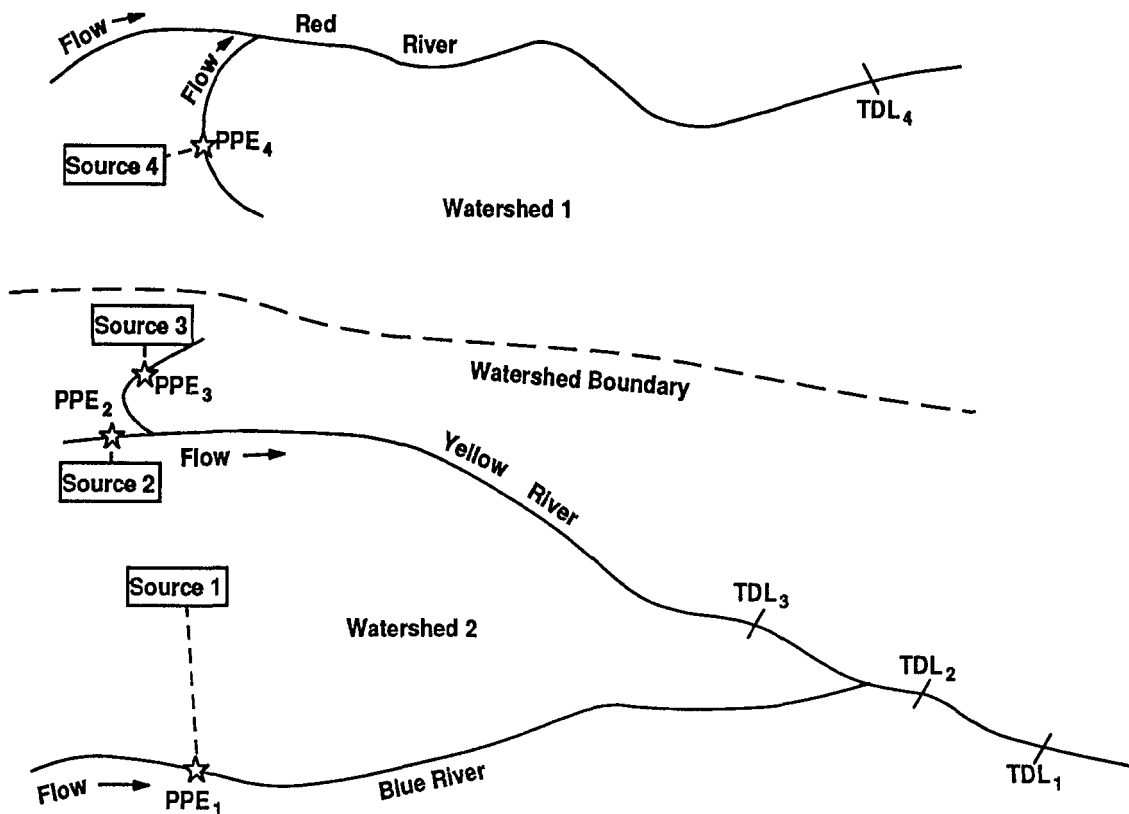 Flow
Red
River
Flow
TDL4
PPE4
Source 4
Watershed 1
Source 3
Watershed Boundary
PPE3
PPE2
Flow
Yellow
River
Source 2
Source 1
TDL3
Watershed 2
TDL2
TDL1
Blue River
Flow
PPE1